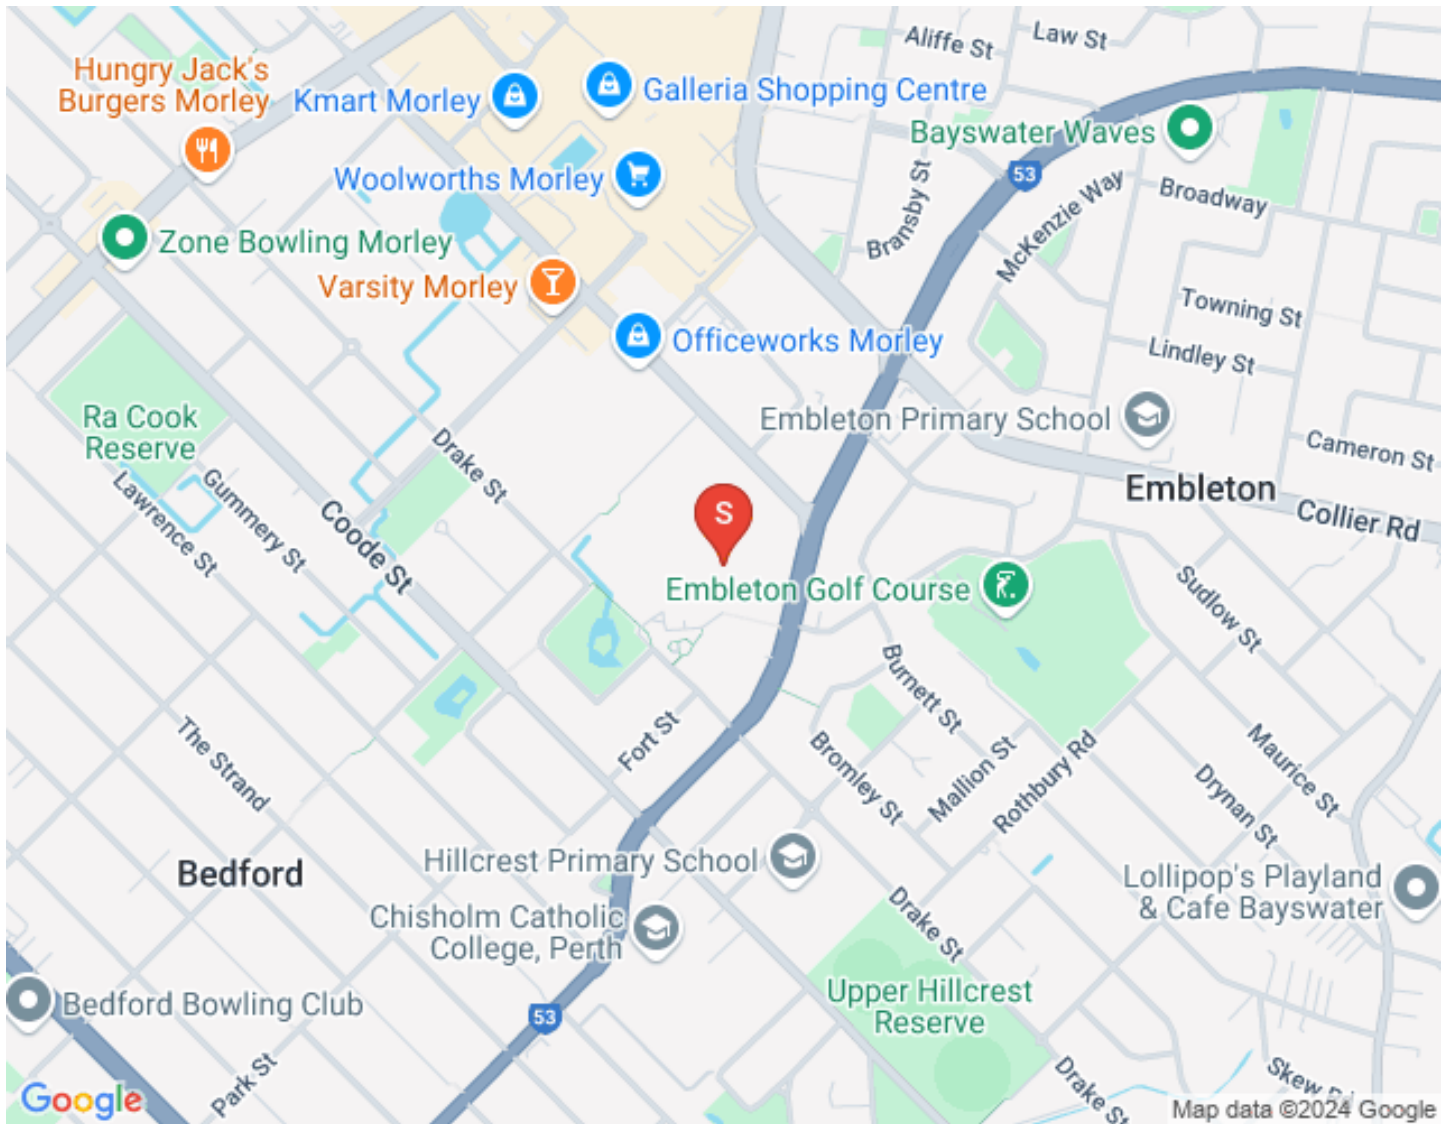 Aliffe St
Law St
Hungry Jack's
Burgers Morley
Kmart Morley
Galleria Shopping Centre
Bayswater Waves
53
Woolworths Morley
Bransby St
McKenzie Way
Broadway
Zone Bowling Morley
Varsity Morley
Towning St
Officeworks Morley
Lindley St
Ra Cook
Reserve
Embleton Primary School
Drake St
Cameron St
Gummery St
Lawrence St
Coode St
S
Embleton
Collier Rd
Embleton Golf Course
Sudlow St
Burnett St
Fort St
The Strand
Bromley St
Mallion St
Rothbury Rd
Maurice St
Drynan St
Hillcrest Primary School
Bedford
Lollipop's Playland
& Cafe Bayswater
Chisholm Catholic
College, Perth
Drake St
Bedford Bowling Club
Upper Hillcrest
Reserve
53
Park St
Drake St
Skew Rd
Google
Map data ©2024 Google